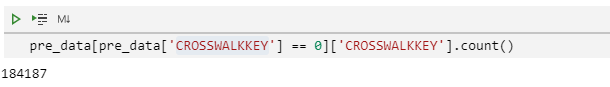 M↓
pre_data[pre_data['CROSSWALKKEY'] == 0]['CROSSWALKKEY'].count()
184187